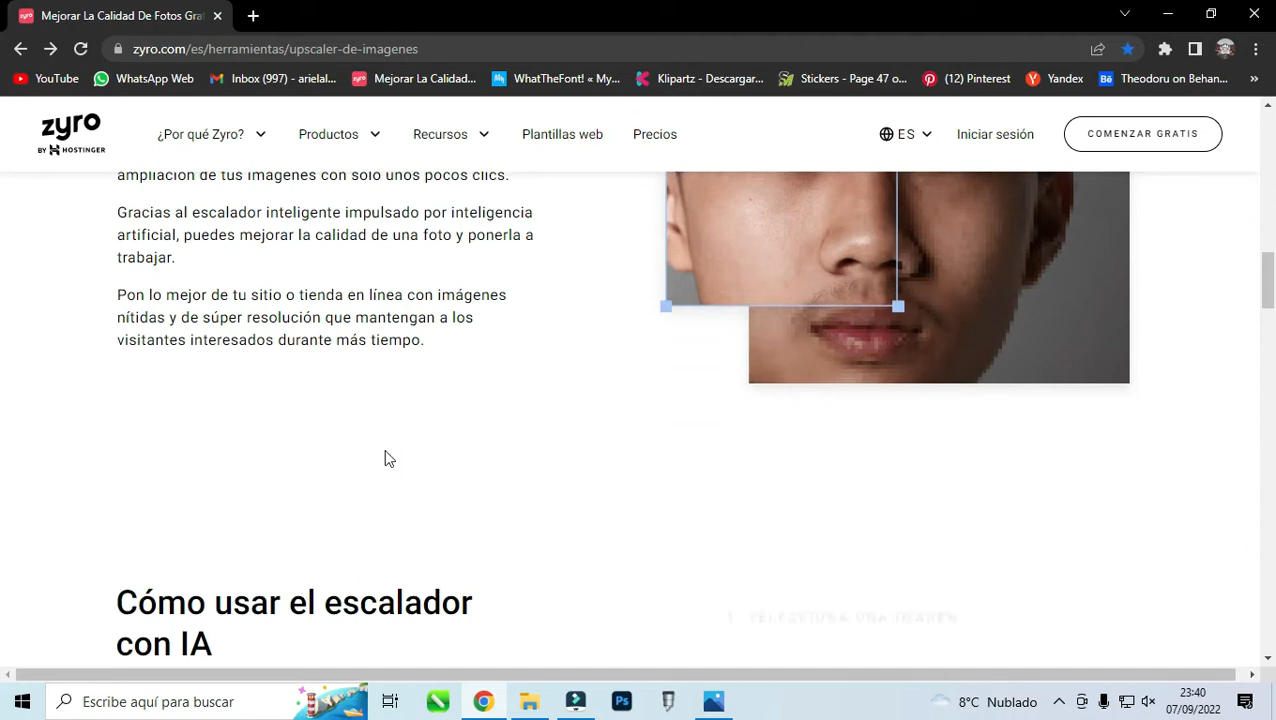 Mejorar La Calidad De Fotos Grat
zyro.com/es/herramientas/upscaler-de-imagenes
YouTube
WhatsApp Web
Inbox (997) - arielal...
Mejorar La Calidad...
WhatTheFont! « My...
Klipartz - Descargar...
Stickers - Page 47 o...
(12) Pinterest
Yandex
Theodoru on Behan...
zyro
BY HOSTINGER
¿Por qué Zyro?
Productos
Recursos
Plantillas web
Precios
ES
Iniciar sesión
COMENZAR GRATIS
ampliación de tus imágenes con solo unos pocos clics.
Gracias al escalador inteligente impulsado por inteligencia
artificial, puedes mejorar la calidad de una foto y ponerla a
trabajar.
Pon lo mejor de tu sitio o tienda en línea con imágenes
nítidas y de súper resolución que mantengan a los
visitantes interesados durante más tiempo.
Cómo usar el escalador
con IA
Escribe aquí para buscar
Ps
8°C Nublado
23:40
07/09/2022